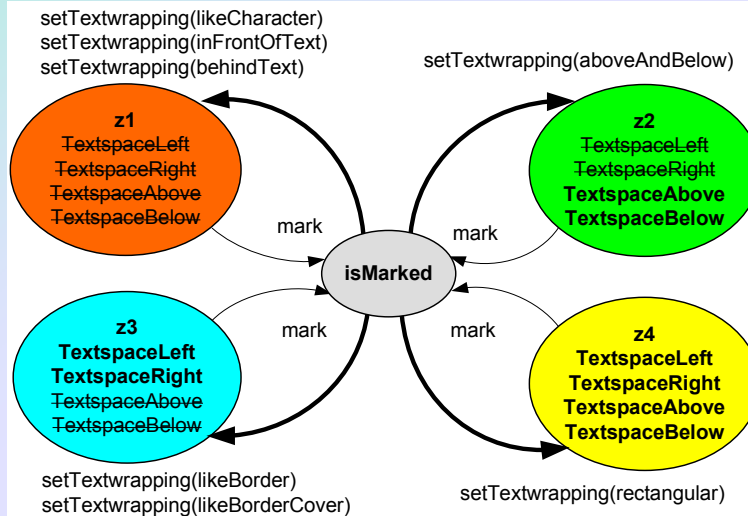 setTextwrapping(likeCharacter)
setTextwrapping(inFrontOfText)
setTextwrapping(behindText)
setTextwrapping(aboveAndBelow)
z1
TextspaceLeft
TextspaceRight
TextspaceAbove
TextspaceBelow
z2
TextspaceLeft
TextspaceRight
TextspaceAbove
TextspaceBelow
mark
mark
isMarked
mark
mark
z3
TextspaceLeft
TextspaceRight
TextspaceAbove
TextspaceBelow
z4
TextspaceLeft
TextspaceRight
TextspaceAbove
TextspaceBelow
setTextwrapping(likeBorder)
setTextwrapping(likeBorderCover)
setTextwrapping(rectangular)